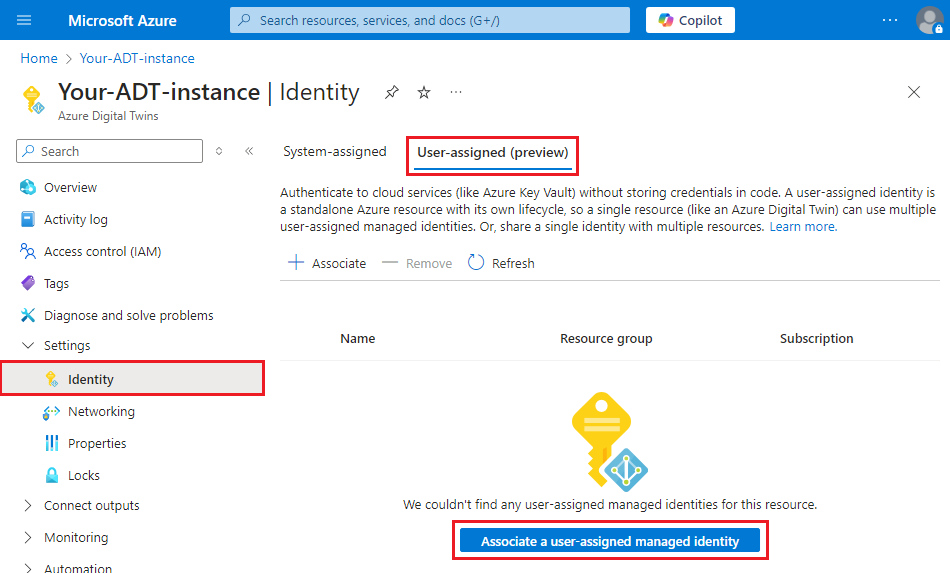 Microsoft Azure
Search resources, services, and docs (G+/)
Copilot
Home > Your-ADT-instance
Your-ADT-instance | Identity
Azure Digital Twins
Search
Overview
Activity log
Access control (IAM)
Tags
Diagnose and solve problems
Settings
Identity
Networking
Properties
Locks
Connect outputs
Monitoring
Automation
System-assigned
User-assigned (preview)
Authenticate to cloud services (like Azure Key Vault) without storing credentials in code. A user-assigned identity is
a standalone Azure resource with its own lifecycle, so a single resource (like an Azure Digital Twin) can use multiple
user-assigned managed identities. Or, share a single identity with multiple resources. Learn more.
Associate
Remove
Refresh
Name
Resource group
Subscription
We couldn't find any user-assigned managed identities for this resource.
Associate a user-assigned managed identity